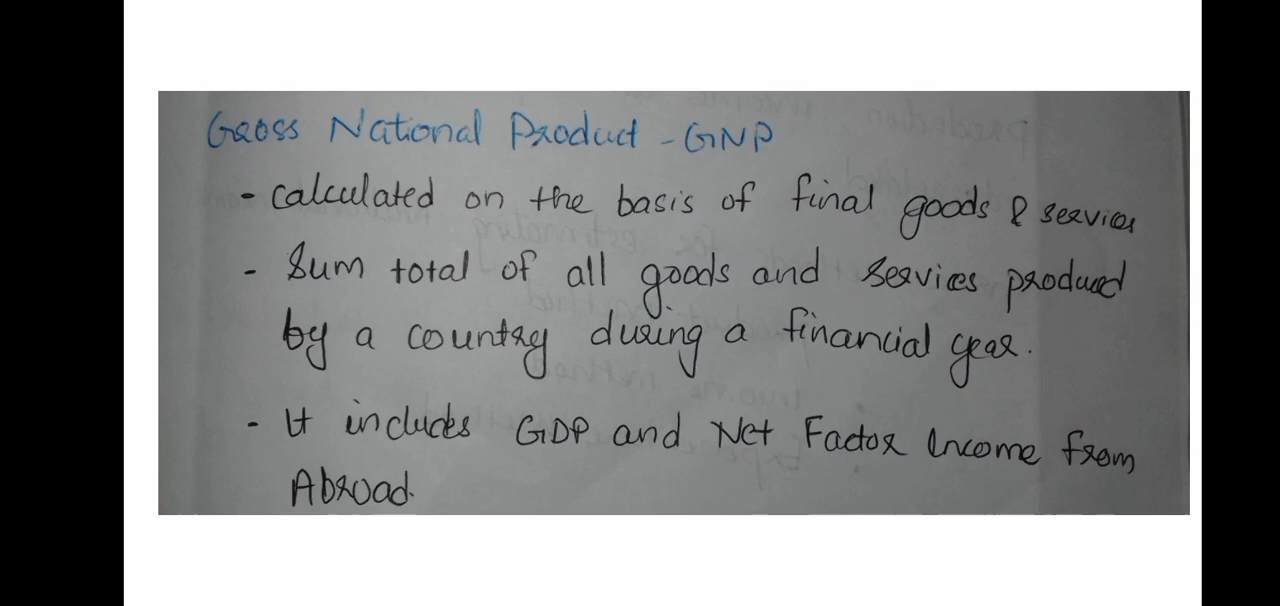 Gross National Product - GNP
- Calculated on the basis of final goods & services
- Sum total of all goods and services produced
by a country during a financial year.
- It includes GDP and Net Factor Income from
Abroad.